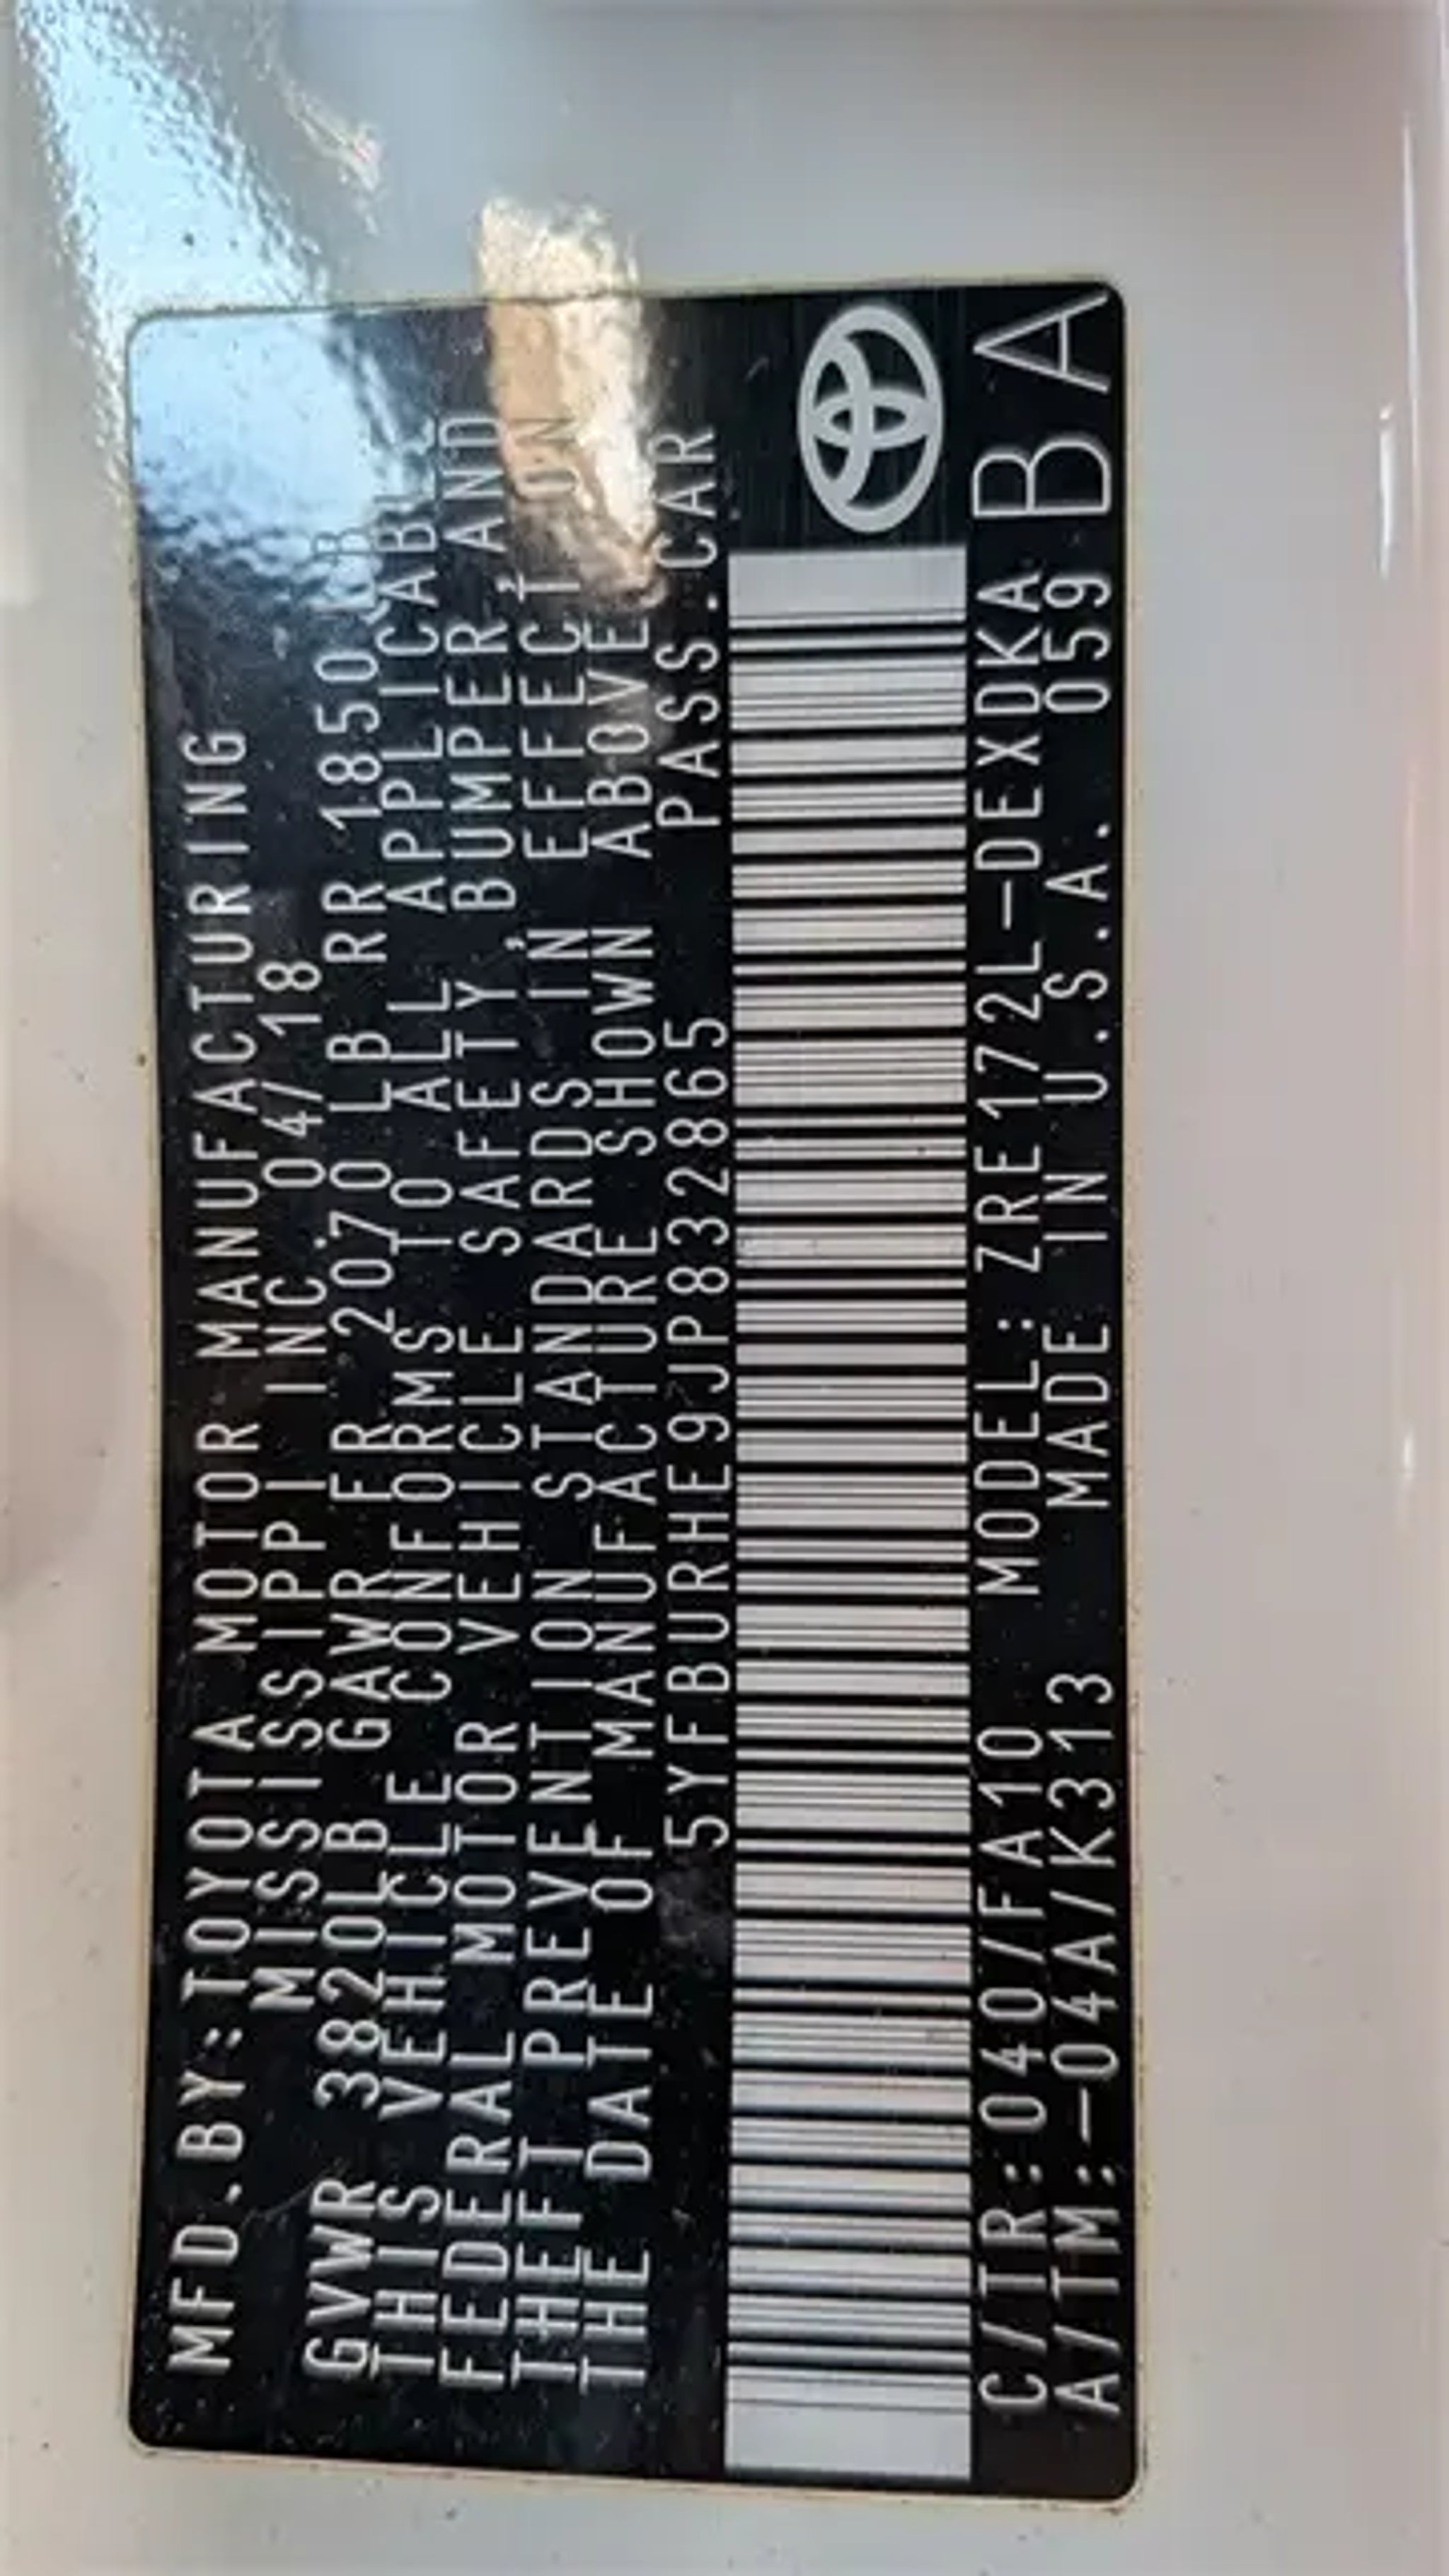 MFD.BY:TOYOTA MOTOR MANUFACTURING
MISSISSIPPI INC. 04/18
GVWR 3820LB GAWR FR 2070LB RR 1850LB
THIS VEHICLE CONFORMS TO ALL APPLICABLE
FEDERAL MOTOR VEHICLE SAFETY, BUMPER, AND
THEFT PREVENTION STANDARDS IN EFFECT ON
THE DATE OF MANUFACTURE SHOWN ABOVE.
5YFBURHE9JP832865 PASS.CAR
C/TR:040/FA10 MODEL:ZRE172L-DEXDKA
A/TM:-04A/K313 MADE IN U.S.A. 059 BA